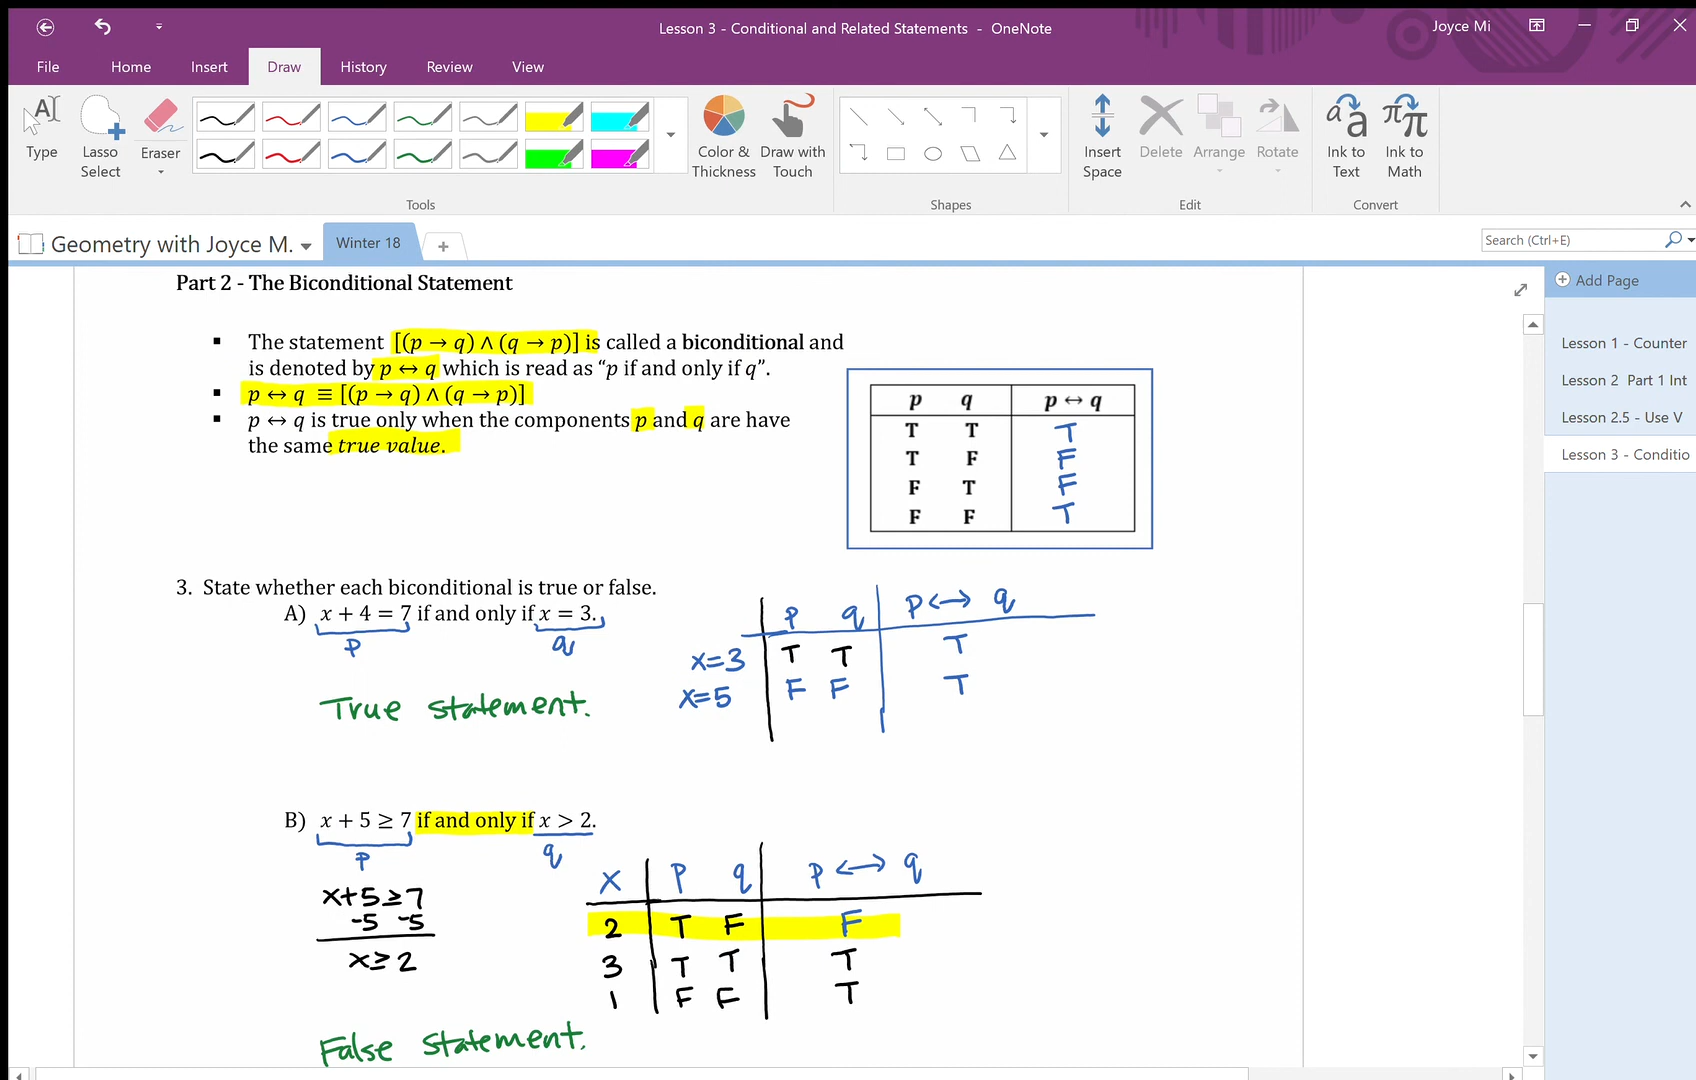 Lesson 3 - Conditional and Related Statements - OneNote
Joyce Mi
File Home Insert Draw History Review View
Type
Lasso Select
Eraser
Color & Thickness
Draw with Touch
Insert Space
Delete
Arrange
Rotate
Ink to Text
Ink to Math
Tools Shapes Edit Convert
Geometry with Joyce M.
Winter 18
Search (Ctrl+E)
Add Page
Lesson 1 - Counter
Lesson 2 Part 1 Int
Lesson 2.5 - Use V
Lesson 3 - Conditio
Part 2 - The Biconditional Statement
▪ The statement [(p → q) ∧ (q → p)] is called a biconditional and
is denoted by p ↔ q which is read as “p if and only if q”.
▪ p ↔ q ≡ [(p → q) ∧ (q → p)]
▪ p ↔ q is true only when the components p and q are have
the same true value.
p q p ↔ q
T T T
T F F
F T F
F F T
3. State whether each biconditional is true or false.
A) x + 4 = 7 if and only if x = 3.
p q
p q p ↔ q
x=3 T T T
x=5 F F T
True statement.
B) x + 5 ≥ 7 if and only if x > 2.
p q
x+5≥7
-5 -5
x≥2
x p q p ↔ q
2 T F F
3 T T T
1 F F T
False statement.